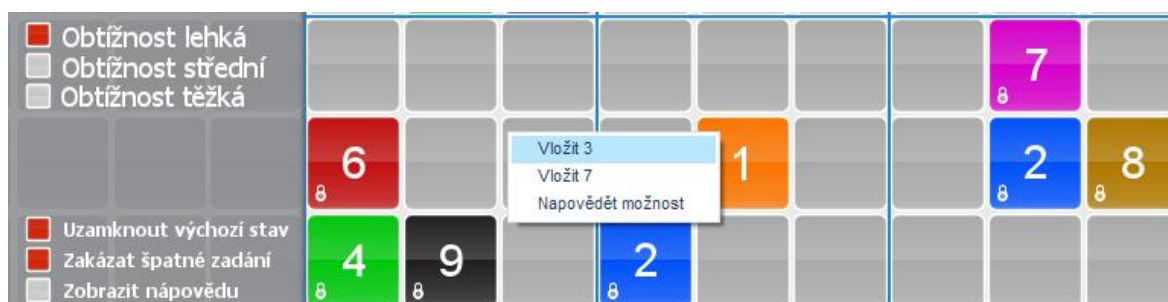 Obtížnost lehká
Obtížnost střední
Obtížnost těžká
7
6
Vložit 3
Vložit 7
Napovědět možnost
1
2
8
Uzamknout výchozí stav
Zakázat špatné zadání
Zobrazit nápovědu
4
9
2